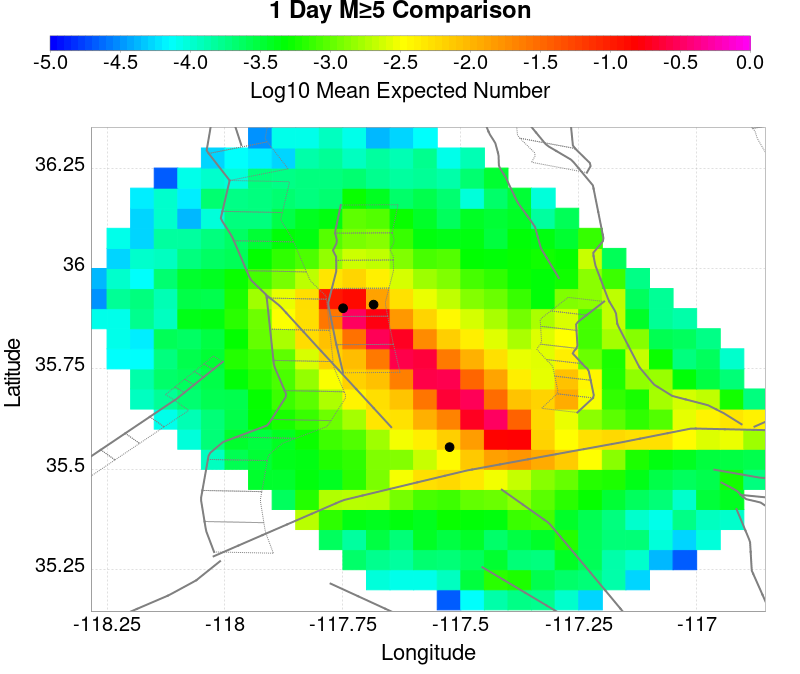 1 Day M≥5 Comparison
-5.0 -4.5 -4.0 -3.5 -3.0 -2.5 -2.0 -1.5 -1.0 -0.5 0.0
Log10 Mean Expected Number
36.25
36
35.75
35.5
35.25
Latitude
-118.25 -118 -117.75 -117.5 -117.25 -117
Longitude